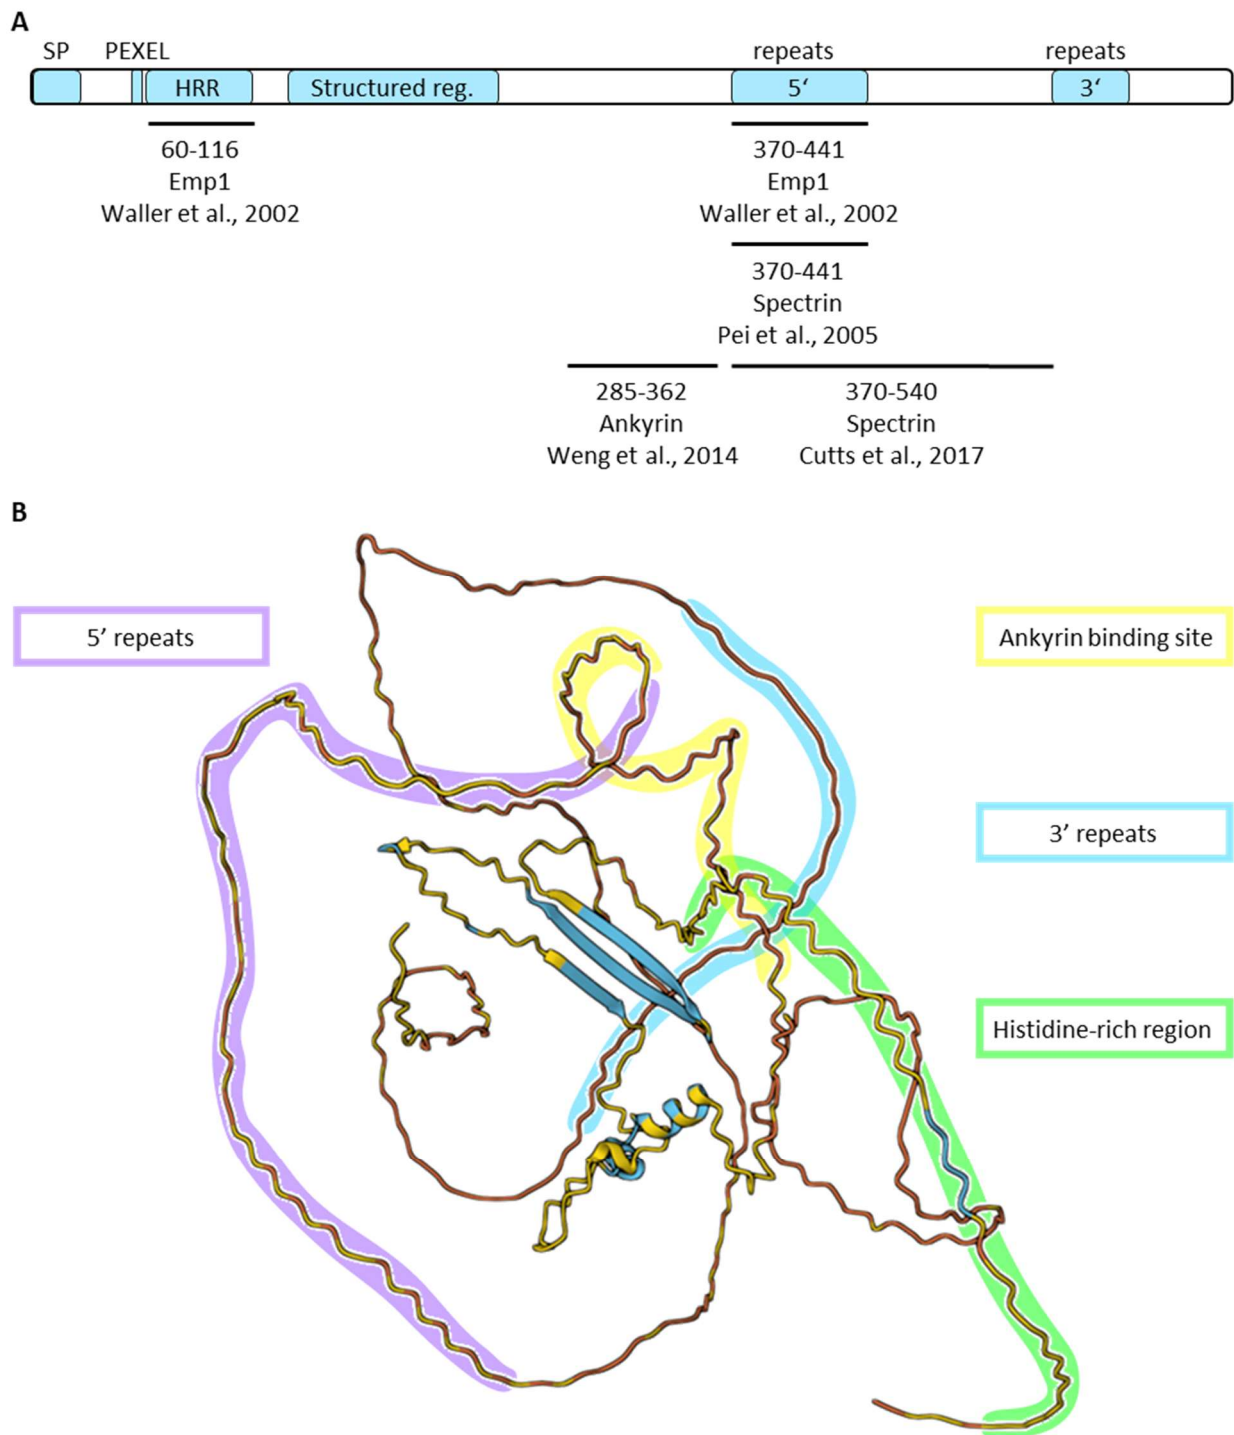 A
SP PEXEL repeats repeats
HRR Structured reg. 5‘ 3‘
60-116
Emp1
Waller et al., 2002
370-441
Emp1
Waller et al., 2002
370-441
Spectrin
Pei et al., 2005
285-362
Ankyrin
Weng et al., 2014
370-540
Spectrin
Cutts et al., 2017
B
5’ repeats
Ankyrin binding site
3’ repeats
Histidine-rich region